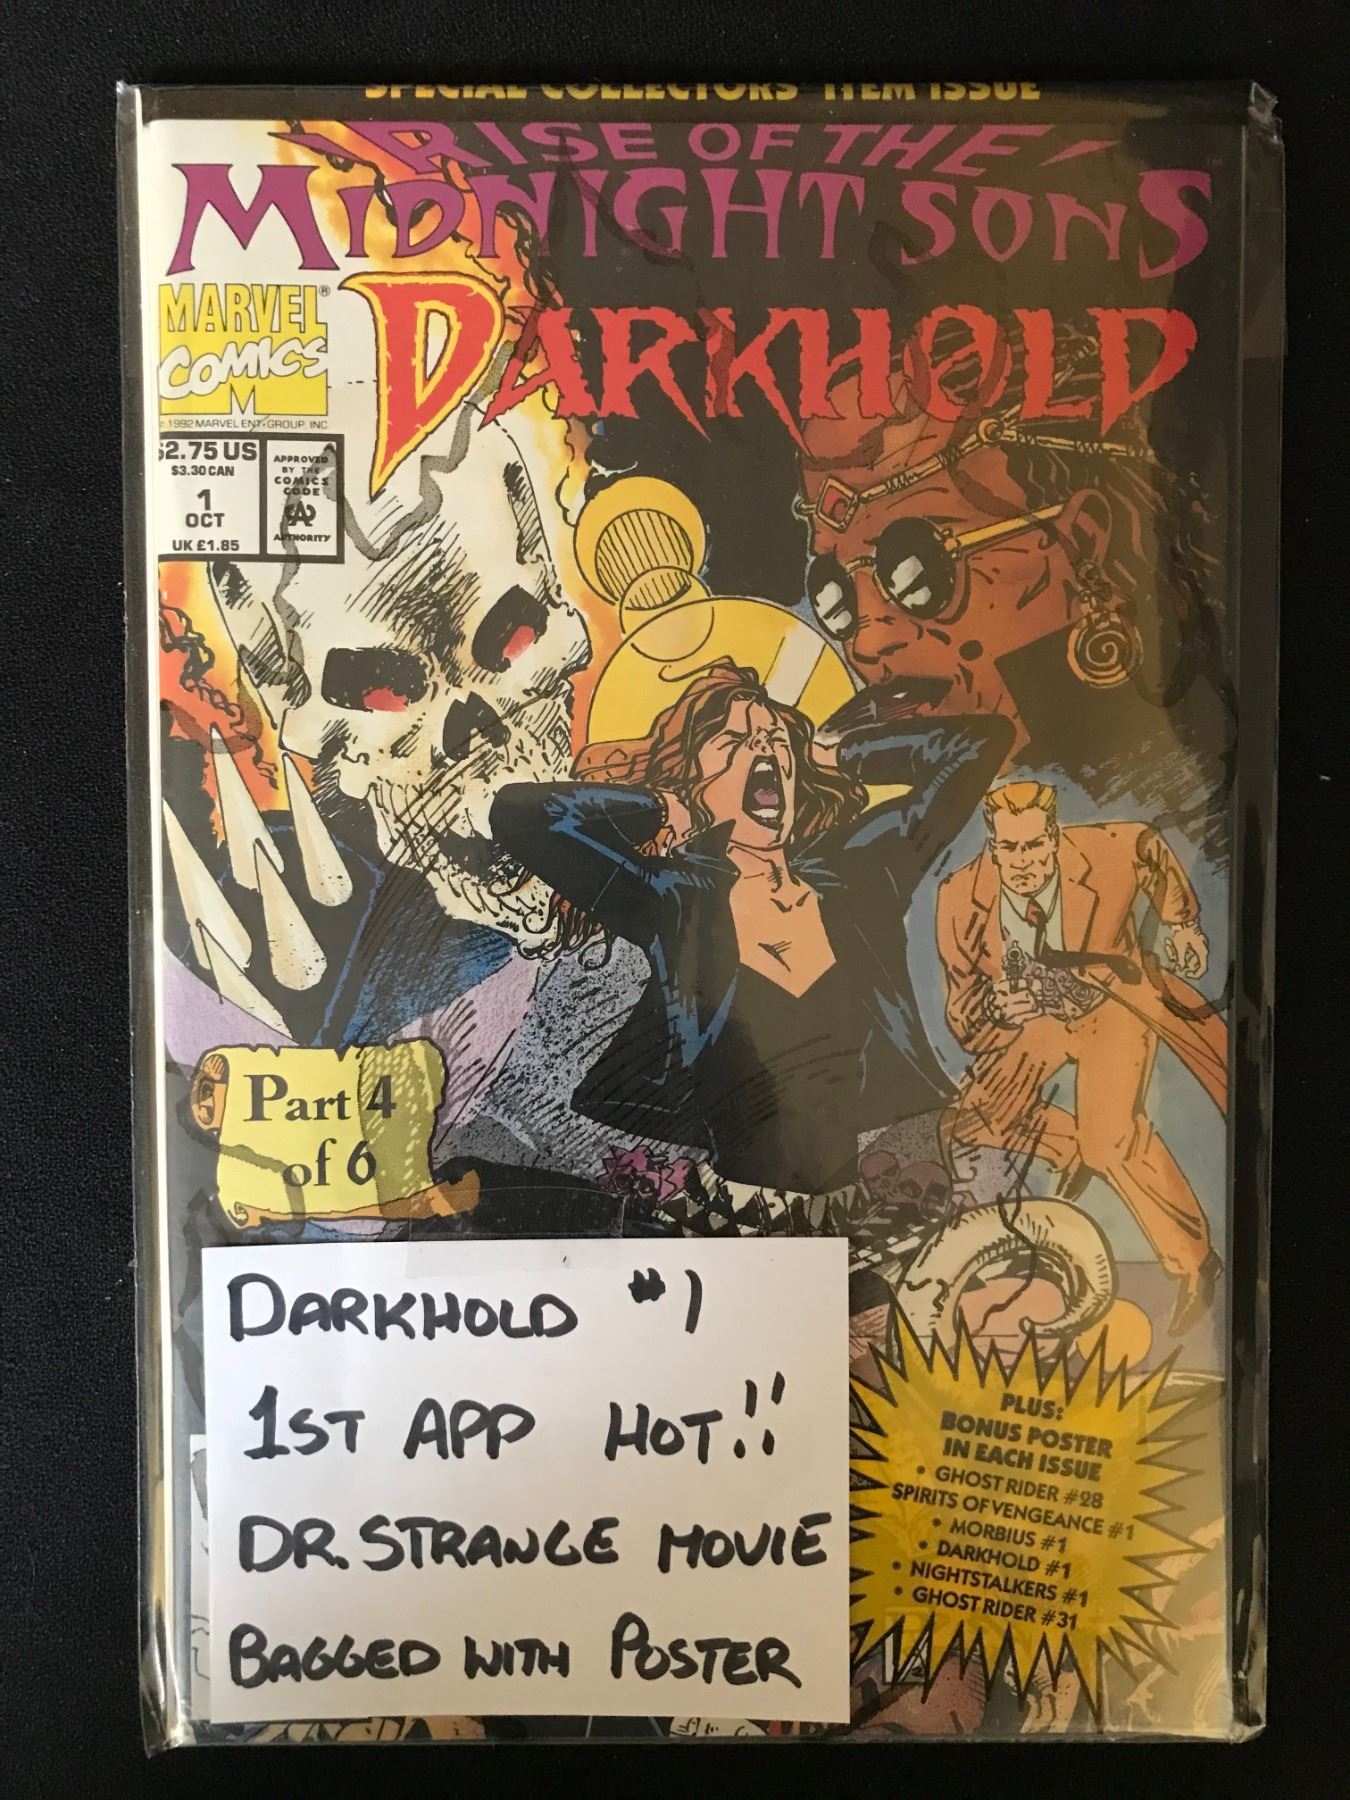 SPECIAL COLLECTORS' ITEM ISSUE
RISE OF THE
MIDNIGHT SONS
MARVEL®
COMICS
M
DARKHOLD
© 1992 MARVEL ENT. GROUP, INC.
$2.75 US
$3.30 CAN
1
OCT
UK £1.85
APPROVED
BY THE
COMICS
CODE
CA
AUTHORITY
Part 4
of 6
DARKHOLD #1
1ST APP HOT!!
DR. STRANGE MOVIE
BAGGED WITH POSTER
PLUS:
BONUS POSTER
IN EACH ISSUE
• GHOST RIDER #28
SPIRITS OF VENGEANCE #1
• MORBIUS #1
• DARKHOLD #1
• NIGHTSTALKERS #1
• GHOST RIDER #31